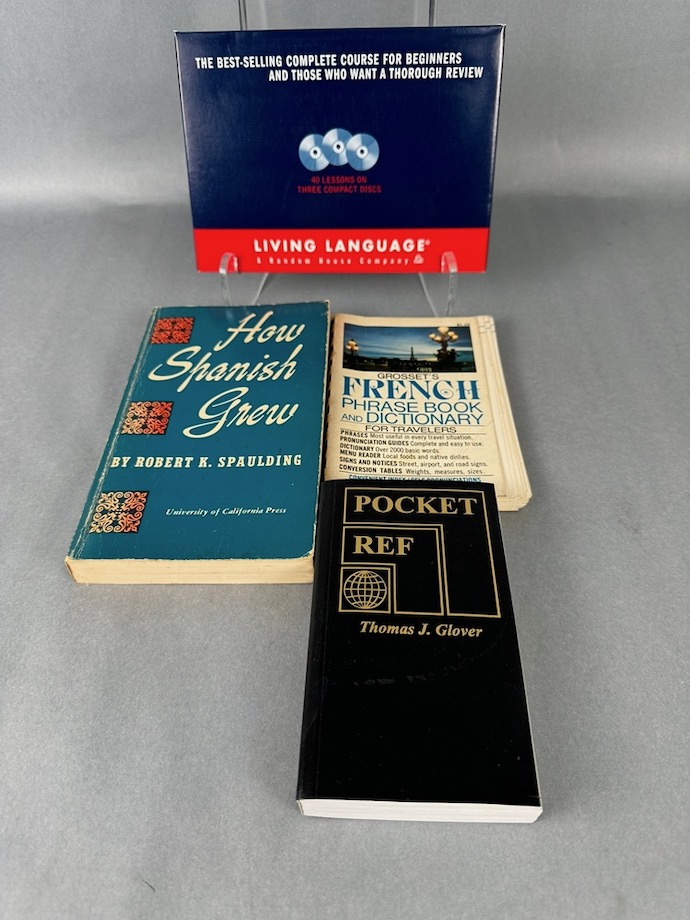 THE BEST-SELLING COMPLETE COURSE FOR BEGINNERS
AND THOSE WHO WANT A THOROUGH REVIEW
40 LESSONS ON
THREE COMPACT DISCS
LIVING LANGUAGE®
A Random House Company
How
Spanish
Grew
BY ROBERT K. SPAULDING
University of California Press
GROSSET'S
FRENCH
PHRASE BOOK
AND DICTIONARY
FOR TRAVELERS
PHRASES Most useful in every travel situation.
PRONUNCIATION GUIDES Complete and easy to use.
DICTIONARY Over 2000 basic words.
MENU READER Local foods and native dishes.
SIGNS AND NOTICES Street, airport, and road signs.
CONVERSION TABLES Weights, measures, sizes.
CONVENIENT INDEX
PRONUNCIATIONS
POCKET
REF
Thomas J. Glover